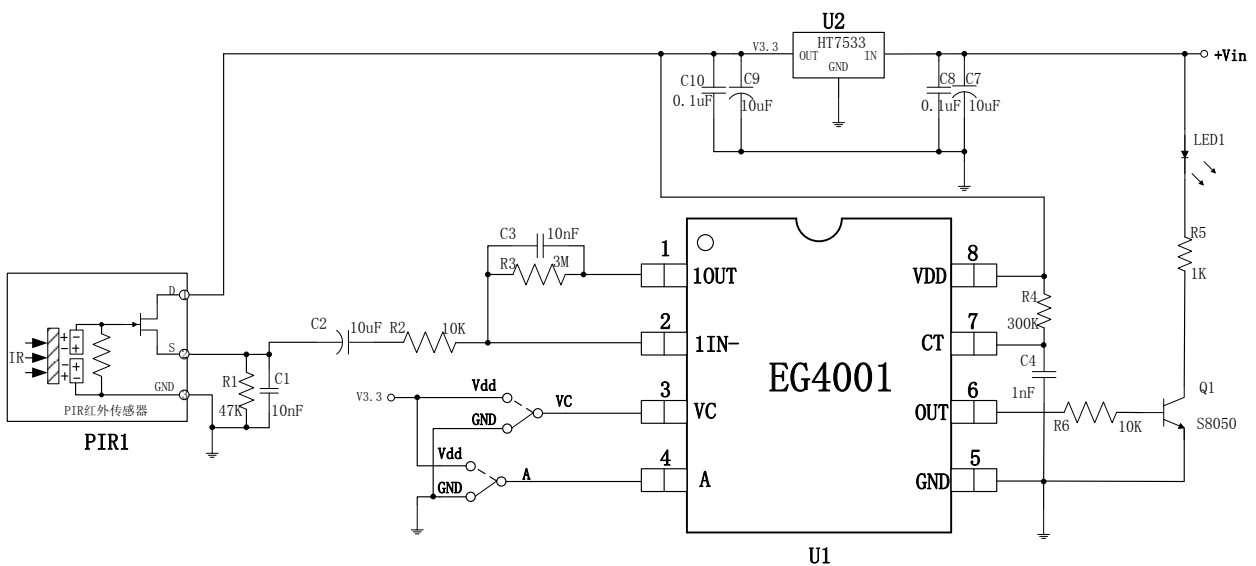 U2
HT7533
V3.3
OUT
IN
GND
+Vin
C10
0.1uF
C9
10uF
C8
0.1uF
C7
10uF
LED1
R5
1K
C3
10nF
R3
3M
1
1OUT
8
VDD
D
1
C2
10uF
R2
10K
2
1IN-
R4
300K
7
CT
S
2
IR
EG4001
C4
1nF
GND
3
R1
47K
C1
10nF
PIR红外传感器
PIR1
V3.3
Vdd
GND
VC
3
VC
6
OUT
R6
10K
Q1
S8050
Vdd
GND
A
4
A
5
GND
U1